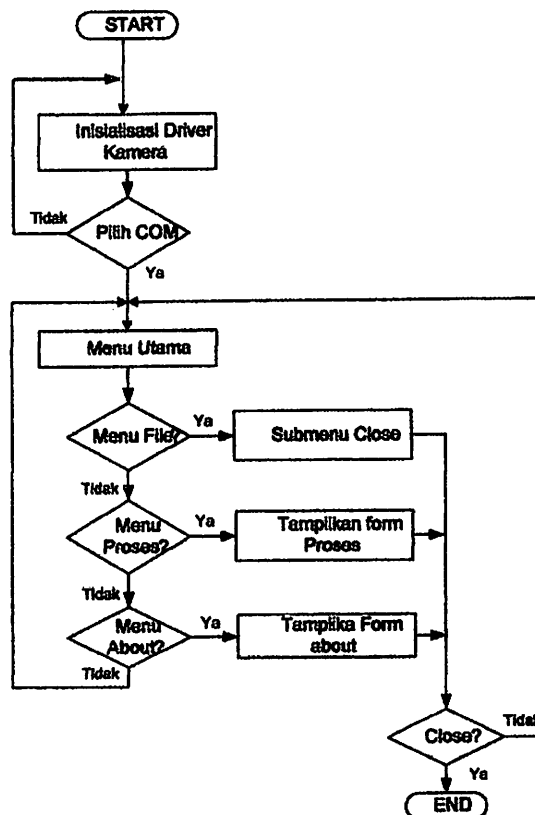 START
Inisialisasi Driver
Kamera
Tidak
Pilih COM
Ya
Menu Utama
Menu File?
Ya
Submenu Close
Tidak
Menu
Proses?
Ya
Tampilkan form
Proses
Tidak
Menu
About?
Ya
Tampilka Form
about
Tidak
Close?
Tidak
Ya
END